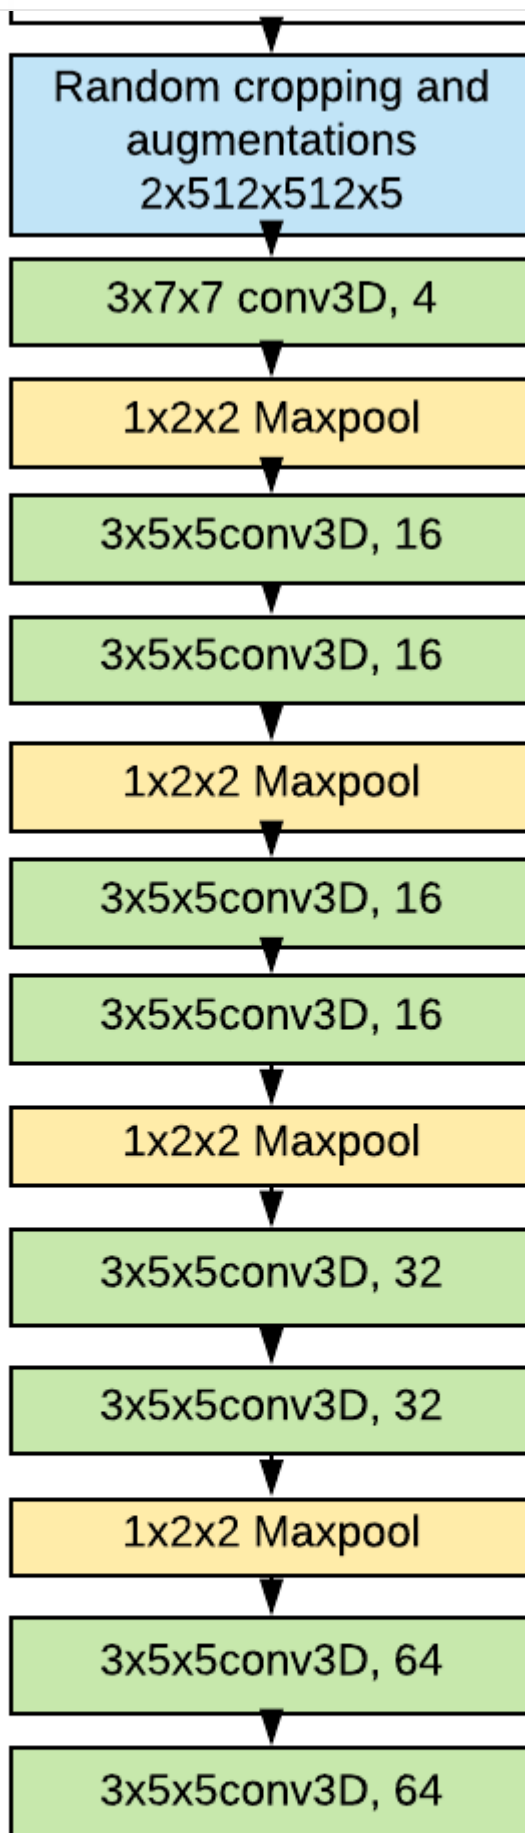 Random cropping and
augmentations
2x512x512x5
3x7x7 conv3D, 4
1x2x2 Maxpool
3x5x5conv3D, 16
3x5x5conv3D, 16
1x2x2 Maxpool
3x5x5conv3D, 16
3x5x5conv3D, 16
1x2x2 Maxpool
3x5x5conv3D, 32
3x5x5conv3D, 32
1x2x2 Maxpool
3x5x5conv3D, 64
3x5x5conv3D, 64